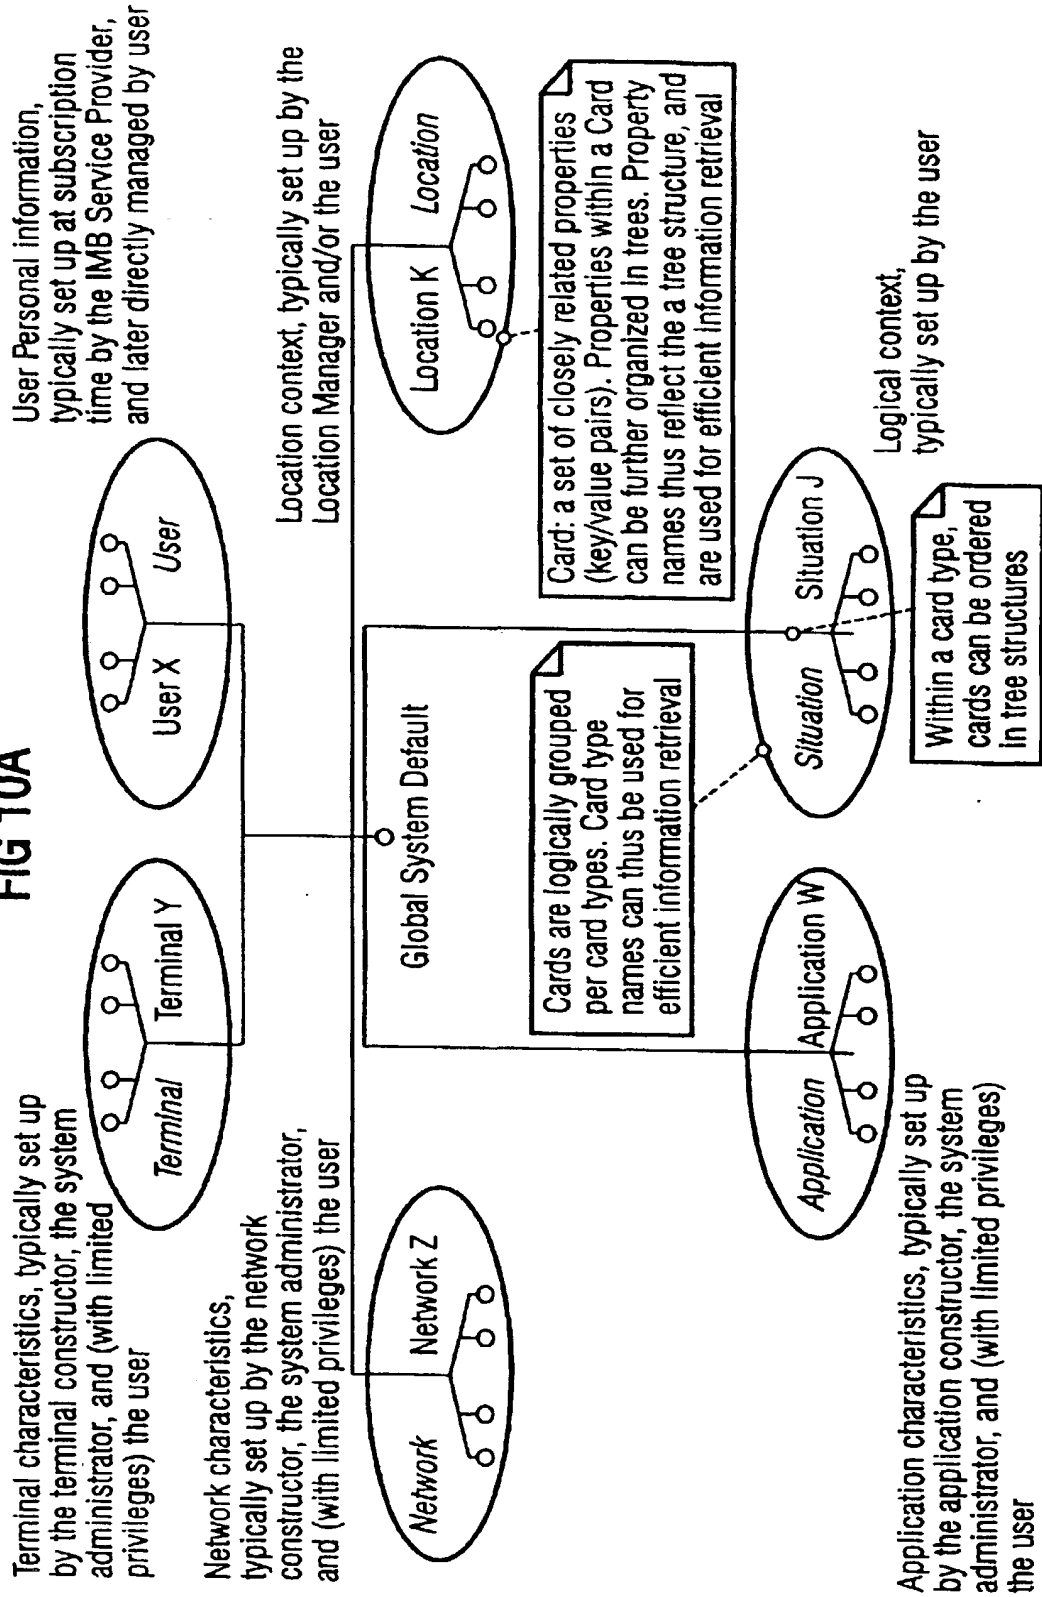 FIG 10A
Terminal characteristics, typically set up
by the terminal constructor, the system
administrator, and (with limited
privileges) the user
Terminal
Terminal Y
User Personal information,
typically set up at subscription
time by the IMB Service Provider,
and later directly managed by user
User X
User
Network characteristics,
typically set up by the network
constructor, the system administrator,
and (with limited privileges) the user
Network
Network Z
Global System Default
Location context, typically set up by the
Location Manager and/or the user
Location K
Location
Cards are logically grouped
per card types. Card type
names can thus be used for
efficient information retrieval
Card: a set of closely related properties
(key/value pairs). Properties within a Card
can be further organized in trees. Property
names thus reflect the a tree structure, and
are used for efficient Information retrieval
Application
Application W
Application characteristics, typically set up
by the application constructor, the system
administrator, and (with limited privileges)
the user
Situation
Situation J
Logical context,
typically set up by the user
Within a card type,
cards can be ordered
in tree structures